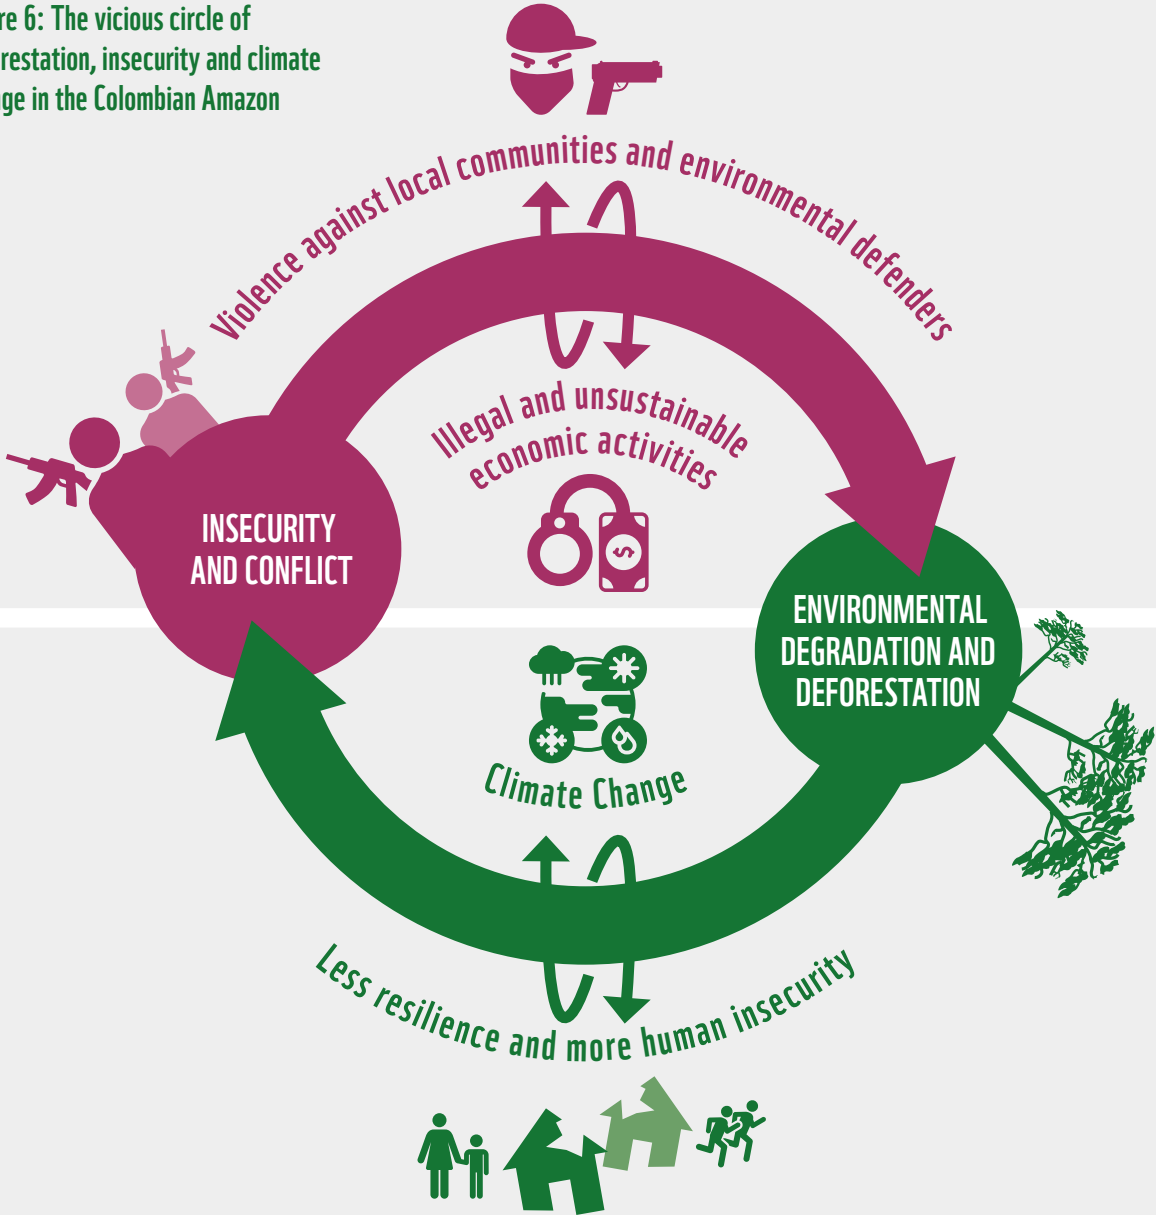 re 6: The vicious circle of
restation, insecurity and climate
ge in the Colombian Amazon
Violence against local communities and environmental defenders
Illegal and unsustainable
economic activities
$
INSECURITY
AND CONFLICT
ENVIRONMENTAL
DEGRADATION AND
DEFORESTATION
Climate Change
Less resilience and more human insecurity